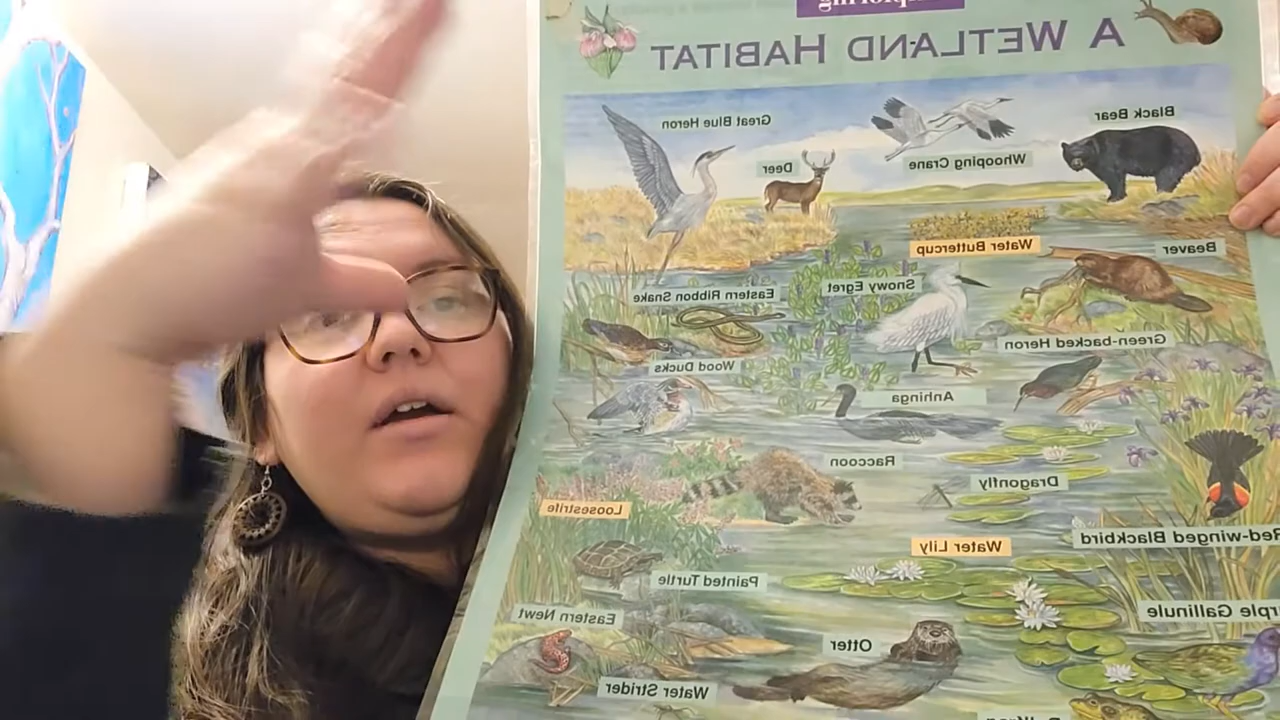 A WETLAND HABITAT
Black Bear
Great Blue Heron
Whooping Crane
Deer
Beaver
Water Buttercup
Snowy Egret
Eastern Ribbon Snake
Green-backed Heron
Wood Ducks
Anhinga
Raccoon
Dragonfly
Loosestrife
Red-winged Blackbird
Water Lily
Painted Turtle
Gallinule
Eastern Newt
Otter
Water Strider